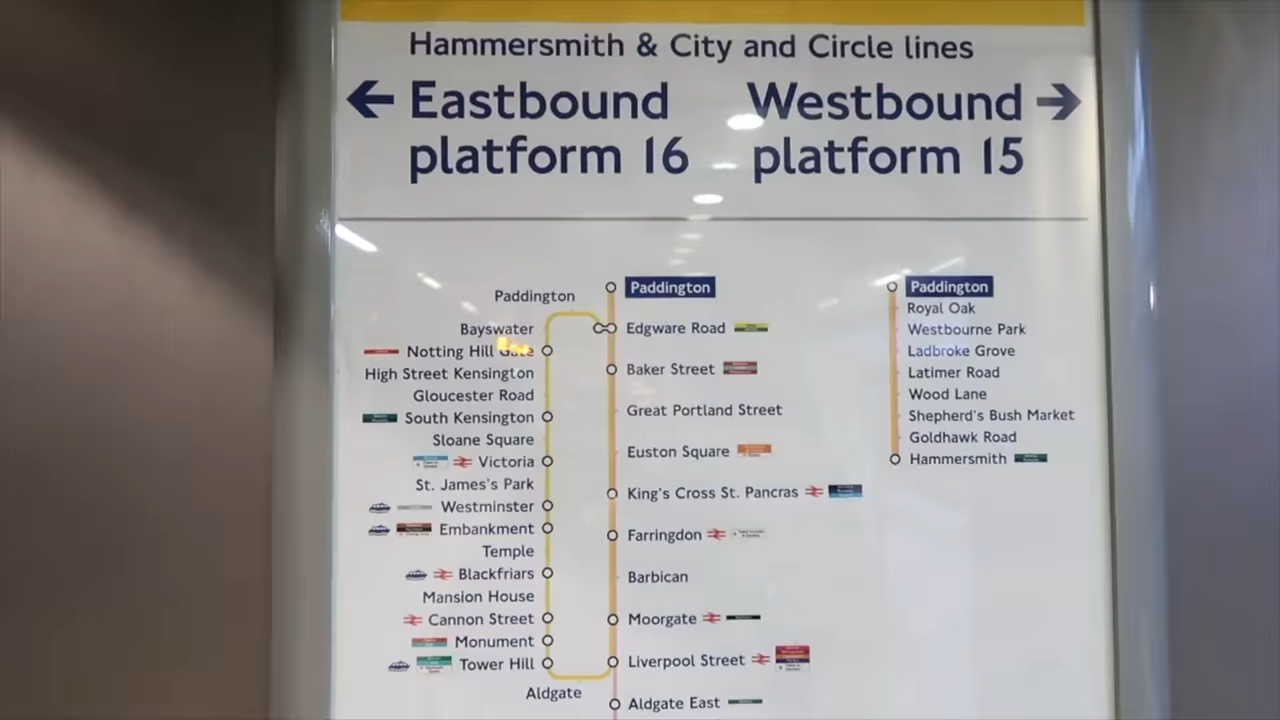 Hammersmith & City and Circle lines
← Eastbound
platform 16
Westbound →
platform 15
Paddington
Bayswater
Notting Hill Gate
High Street Kensington
Gloucester Road
South Kensington
Sloane Square
Victoria
St. James's Park
Westminster
Embankment
Temple
Blackfriars
Mansion House
Cannon Street
Monument
Tower Hill
Aldgate
Paddington
Edgware Road
Baker Street
Great Portland Street
Euston Square
King's Cross St. Pancras
Farringdon
Barbican
Moorgate
Liverpool Street
Aldgate East
Paddington
Royal Oak
Westbourne Park
Ladbroke Grove
Latimer Road
Wood Lane
Shepherd's Bush Market
Goldhawk Road
Hammersmith